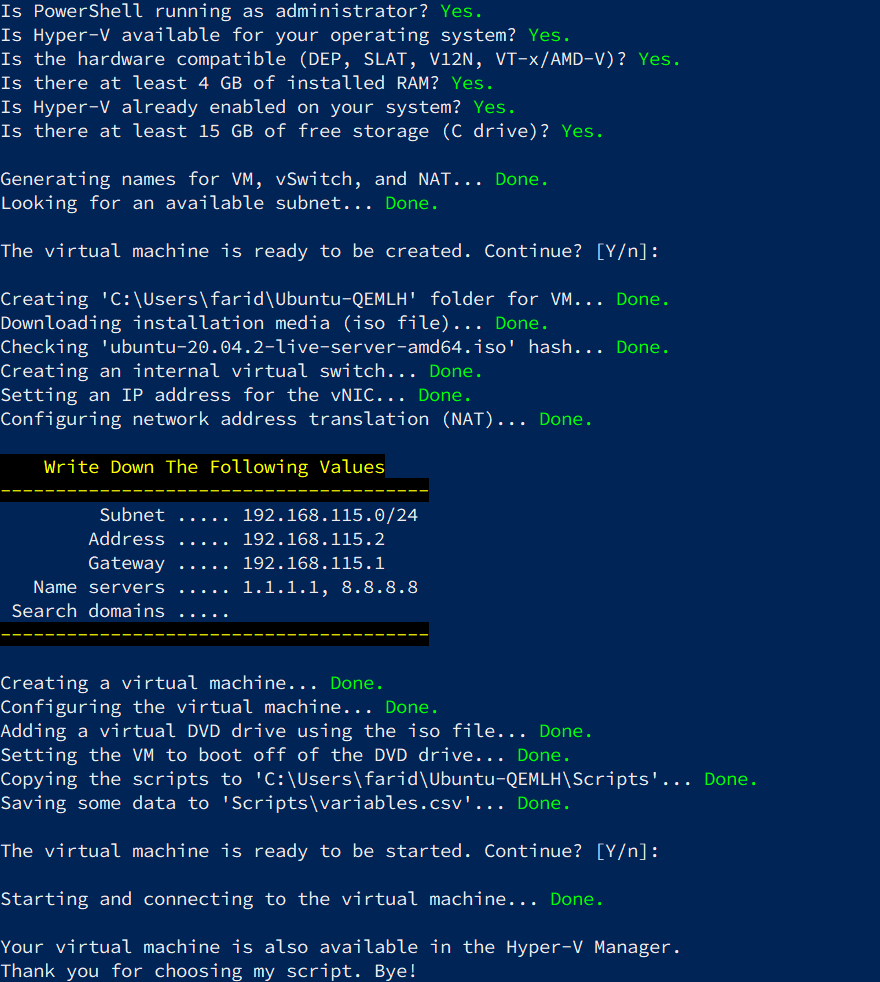 Is PowerShell running as administrator? Yes.
Is Hyper-V available for your operating system? Yes.
Is the hardware compatible (DEP, SLAT, V12N, VT-x/AMD-V)? Yes.
Is there at least 4 GB of installed RAM? Yes.
Is Hyper-V already enabled on your system? Yes.
Is there at least 15 GB of free storage (C drive)? Yes.
Generating names for VM, vSwitch, and NAT... Done.
Looking for an available subnet... Done.
The virtual machine is ready to be created. Continue? [Y/n]:
Creating 'C:\Users\farid\Ubuntu-QEMLH' folder for VM... Done.
Downloading installation media (iso file)... Done.
Checking 'ubuntu-20.04.2-live-server-amd64.iso' hash... Done.
Creating an internal virtual switch... Done.
Setting an IP address for the vNIC... Done.
Configuring network address translation (NAT)... Done.
Write Down The Following Values
---------------------------------------
Subnet ..... 192.168.115.0/24
Address ..... 192.168.115.2
Gateway ..... 192.168.115.1
Name servers ..... 1.1.1.1, 8.8.8.8
Search domains .....
---------------------------------------
Creating a virtual machine... Done.
Configuring the virtual machine... Done.
Adding a virtual DVD drive using the iso file... Done.
Setting the VM to boot off of the DVD drive... Done.
Copying the scripts to 'C:\Users\farid\Ubuntu-QEMLH\Scripts'... Done.
Saving some data to 'Scripts\variables.csv'... Done.
The virtual machine is ready to be started. Continue? [Y/n]:
Starting and connecting to the virtual machine... Done.
Your virtual machine is also available in the Hyper-V Manager.
Thank you for choosing my script. Bye!